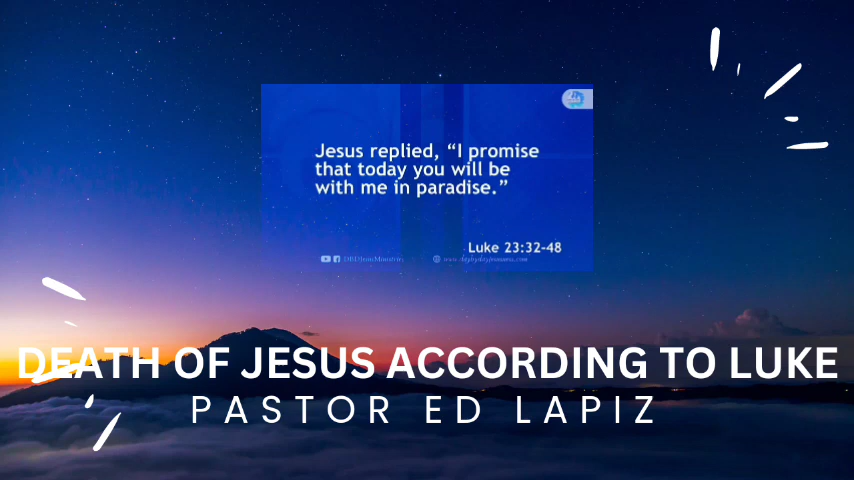 Jesus replied, “I promise
that today you will be
with me in paradise.”
Luke 23:32-48
DEATH OF JESUS ACCORDING TO LUKE
PASTOR ED LAPIZ